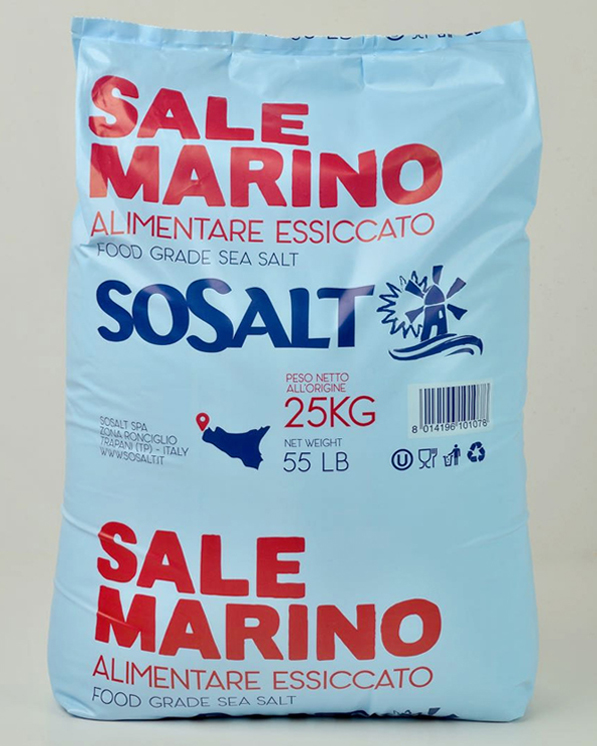 SALE
MARINO
ALIMENTARE ESSICCATO
FOOD GRADE SEA SALT
SOSALT
PESO NETTO
ALL'ORIGINE
25KG
NET WEIGHT
55 LB
8 014196 101078
SOSALT SPA
ZONA RONCIGLIO
TRAPANI (TP) - ITALY
WWW.SOSALT.IT
U
SALE
MARINO
ALIMENTARE ESSICCATO
FOOD GRADE SEA SALT